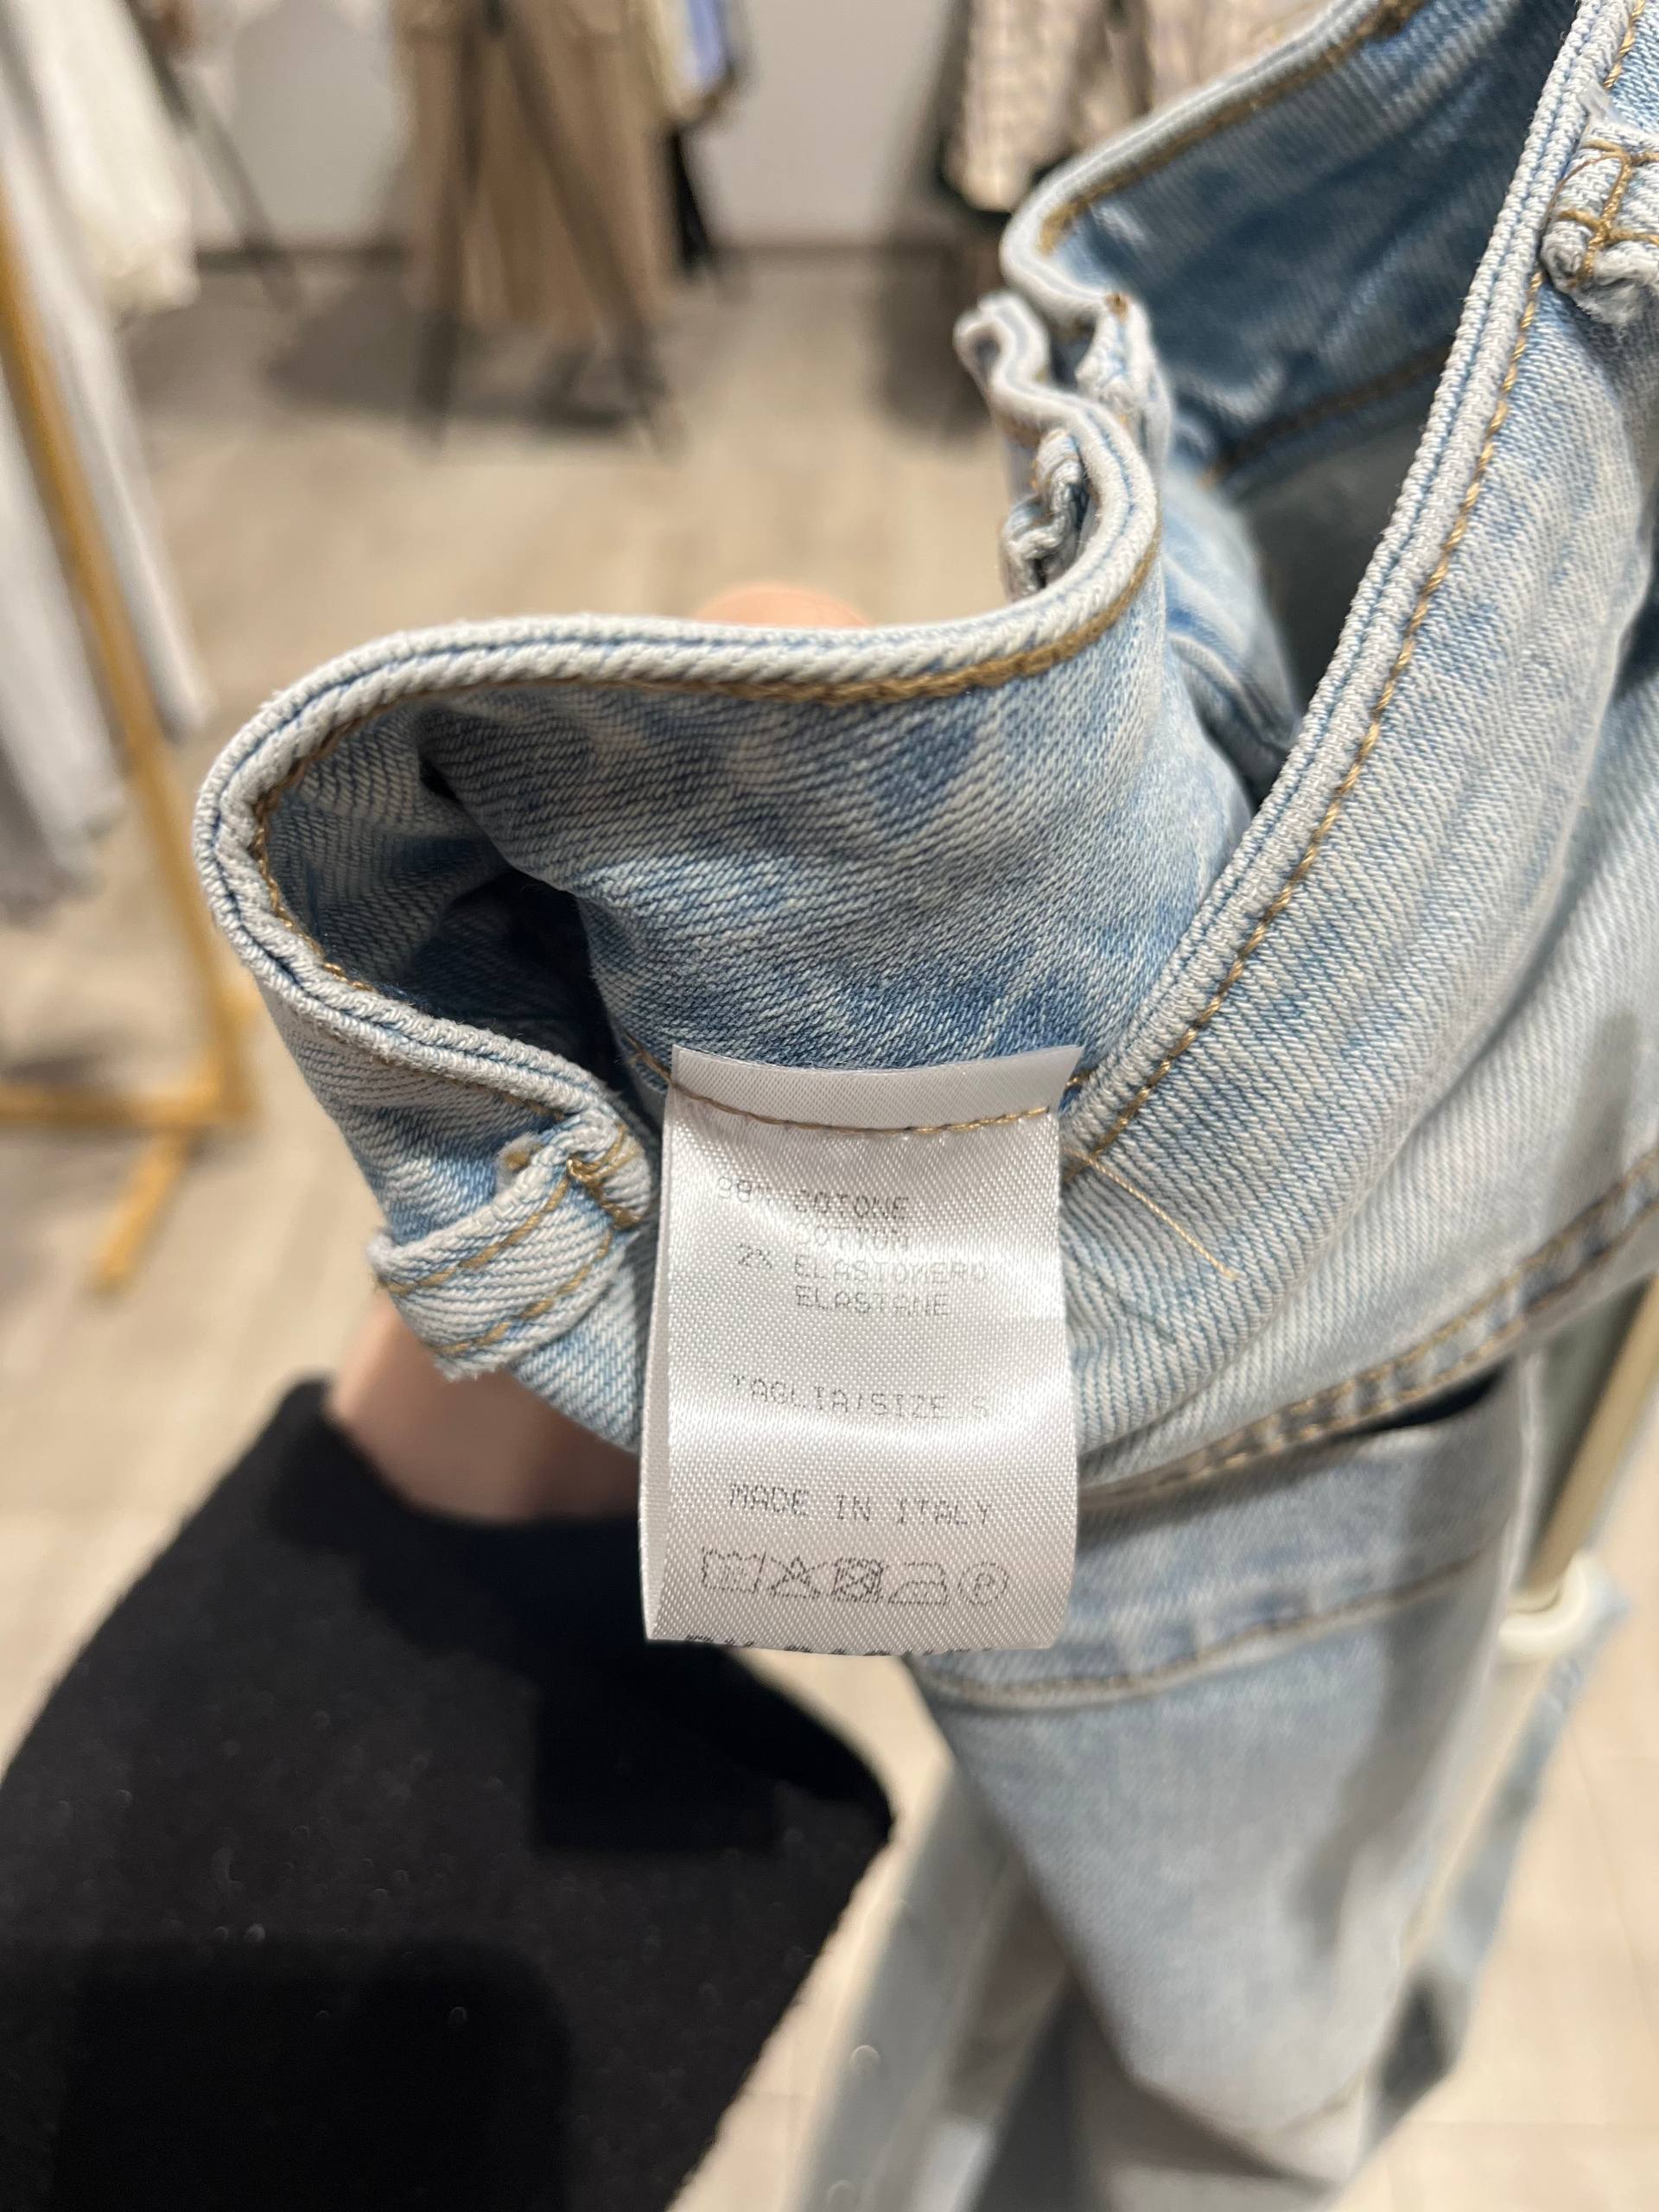 98% COTONE
COTTON
2% ELASTOMERO
ELASTANE
TAGLIA/SIZE S
MADE IN ITALY
P